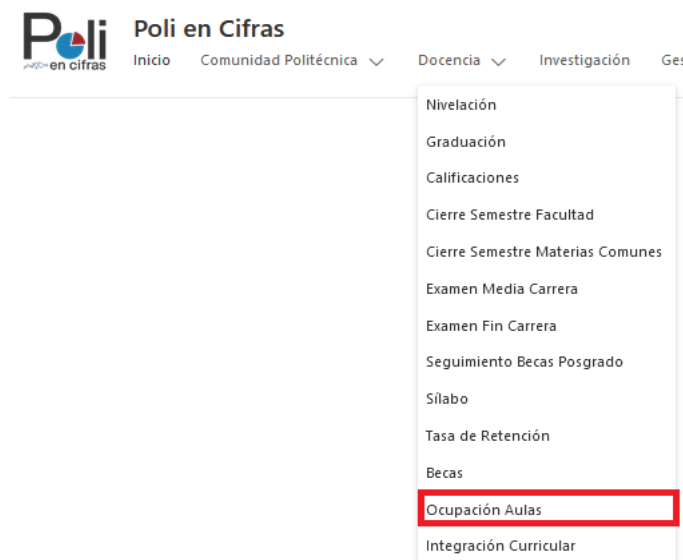 Poli
en cifras
Poli en Cifras
Inicio Comunidad Politécnica Docencia Investigación Ges
Nivelación
Graduación
Calificaciones
Cierre Semestre Facultad
Cierre Semestre Materias Comunes
Examen Media Carrera
Examen Fin Carrera
Seguimiento Becas Posgrado
Sílabo
Tasa de Retención
Becas
Ocupación Aulas
Integración Curricular